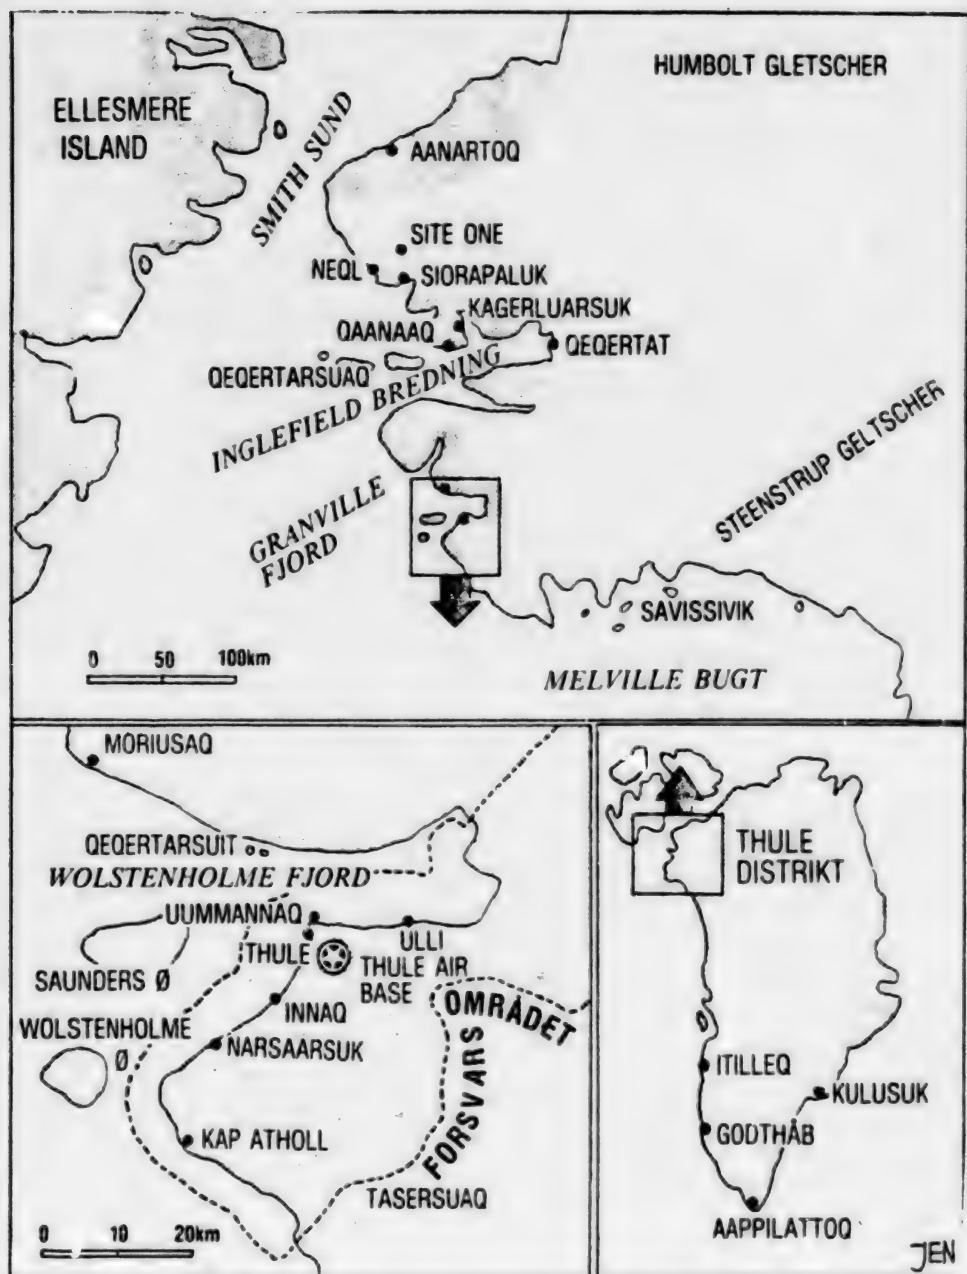 HUMBOLT GLETSCHER
ELLESMERE
ISLAND
SMITH SUND
AANARTOQ
SITE ONE
NEQL
SIORAPALUK
KAGERLUARSUK
QAANAAQ
QEQERTAT
QEQERTARSUAQ
INGLEFIELD BREDNING
STEENSTRUP GELTSCHER
GRANVILLE
FJORD
SAVISSIVIK
0 50 100km
MELVILLE BUGT
MORIUSAQ
QEQERTARSUIT
WOLSTENHOLME FJORD
UUMMANNAQ
THULE
ULLI
THULE AIR
BASE
SAUNDERS Ø
INNAQ
OMRÅDET
WOLSTENHOLME
Ø
NARSAARSUK
FORSVARS
KAP ATHOLL
TASERSUAQ
0 10 20km
THULE
DISTRIKT
ITILLEQ
KULUSUK
GODTHÅB
AAPPILATTOQ
JEN